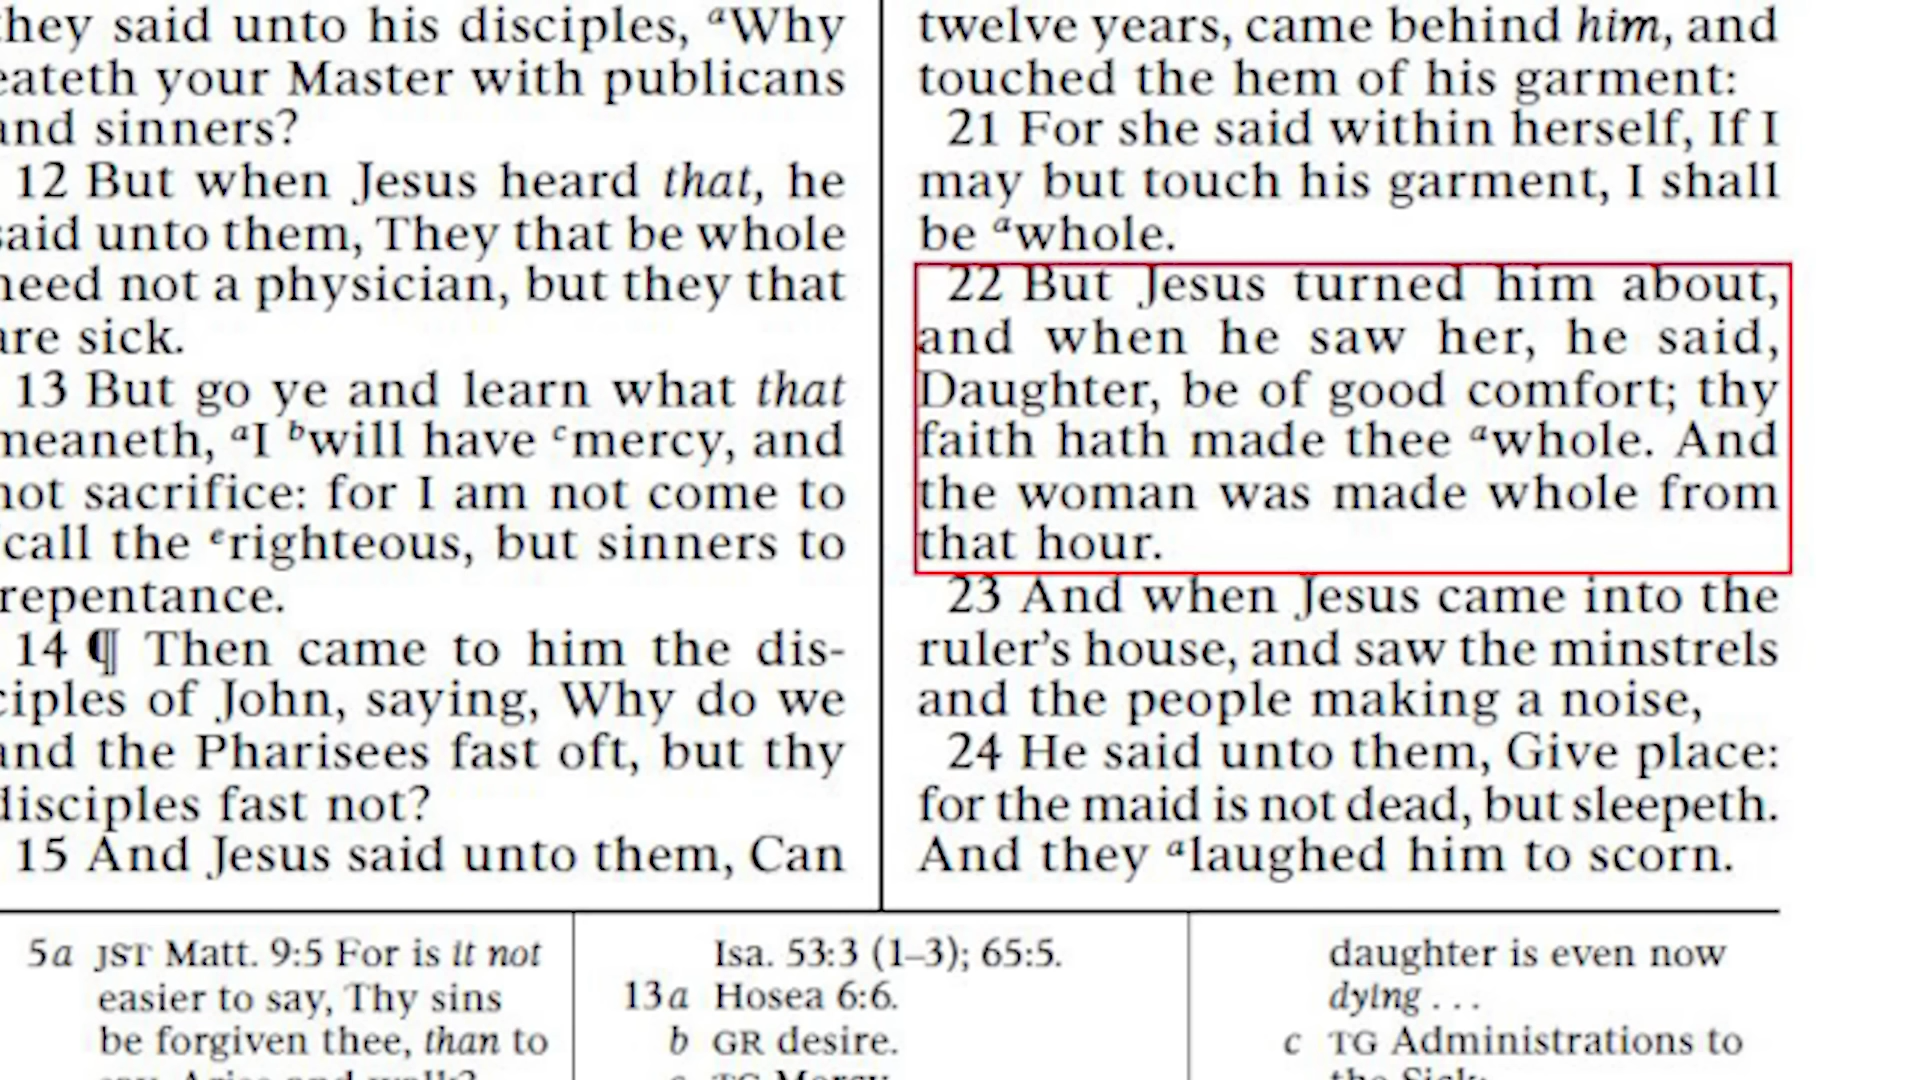 they said unto his disciples, aWhy
eateth your Master with publicans
and sinners?
12 But when Jesus heard that, he
said unto them, They that be whole
need not a physician, but they that
are sick.
13 But go ye and learn what that
meaneth, aI bwill have cmercy, and
not sacrifice: for I am not come to
call the erighteous, but sinners to
repentance.
14 ¶ Then came to him the dis-
ciples of John, saying, Why do we
and the Pharisees fast oft, but thy
disciples fast not?
15 And Jesus said unto them, Can
twelve years, came behind him, and
touched the hem of his garment:
21 For she said within herself, If I
may but touch his garment, I shall
be awhole.
22 But Jesus turned him about,
and when he saw her, he said,
Daughter, be of good comfort; thy
faith hath made thee awhole. And
the woman was made whole from
that hour.
23 And when Jesus came into the
ruler’s house, and saw the minstrels
and the people making a noise,
24 He said unto them, Give place:
for the maid is not dead, but sleepeth.
And they alaughed him to scorn.
5a JST Matt. 9:5 For is it not
easier to say, Thy sins
be forgiven thee, than to
say, Arise and walk?
Isa. 53:3 (1–3); 65:5.
13a Hosea 6:6.
b GR desire.
c TG Mercy.
daughter is even now
dying . . .
c TG Administrations to
the Sick;